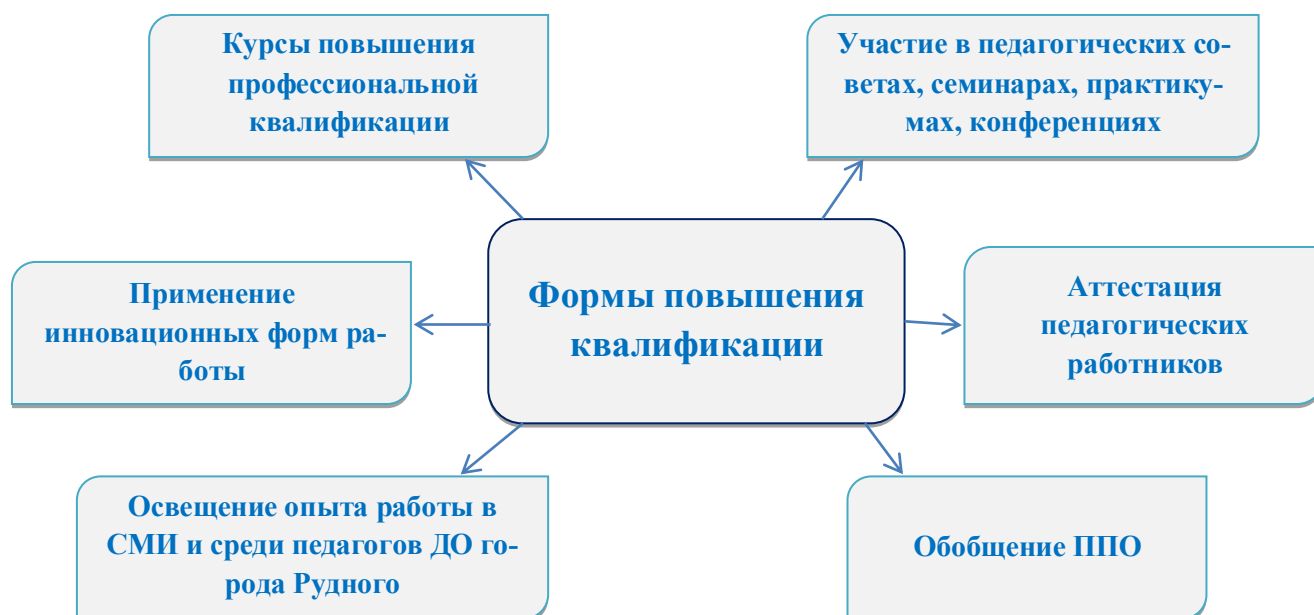 Курсы повышения
профессиональной
квалификации
Участие в педагогических со-
ветах, семинарах, практику-
мах, конференциях
Применение
инновационных форм ра-
боты
Формы повышения
квалификации
Аттестация
педагогических
работников
Освещение опыта работы в
СМИ и среди педагогов ДО го-
рода Рудного
Обобщение ППО